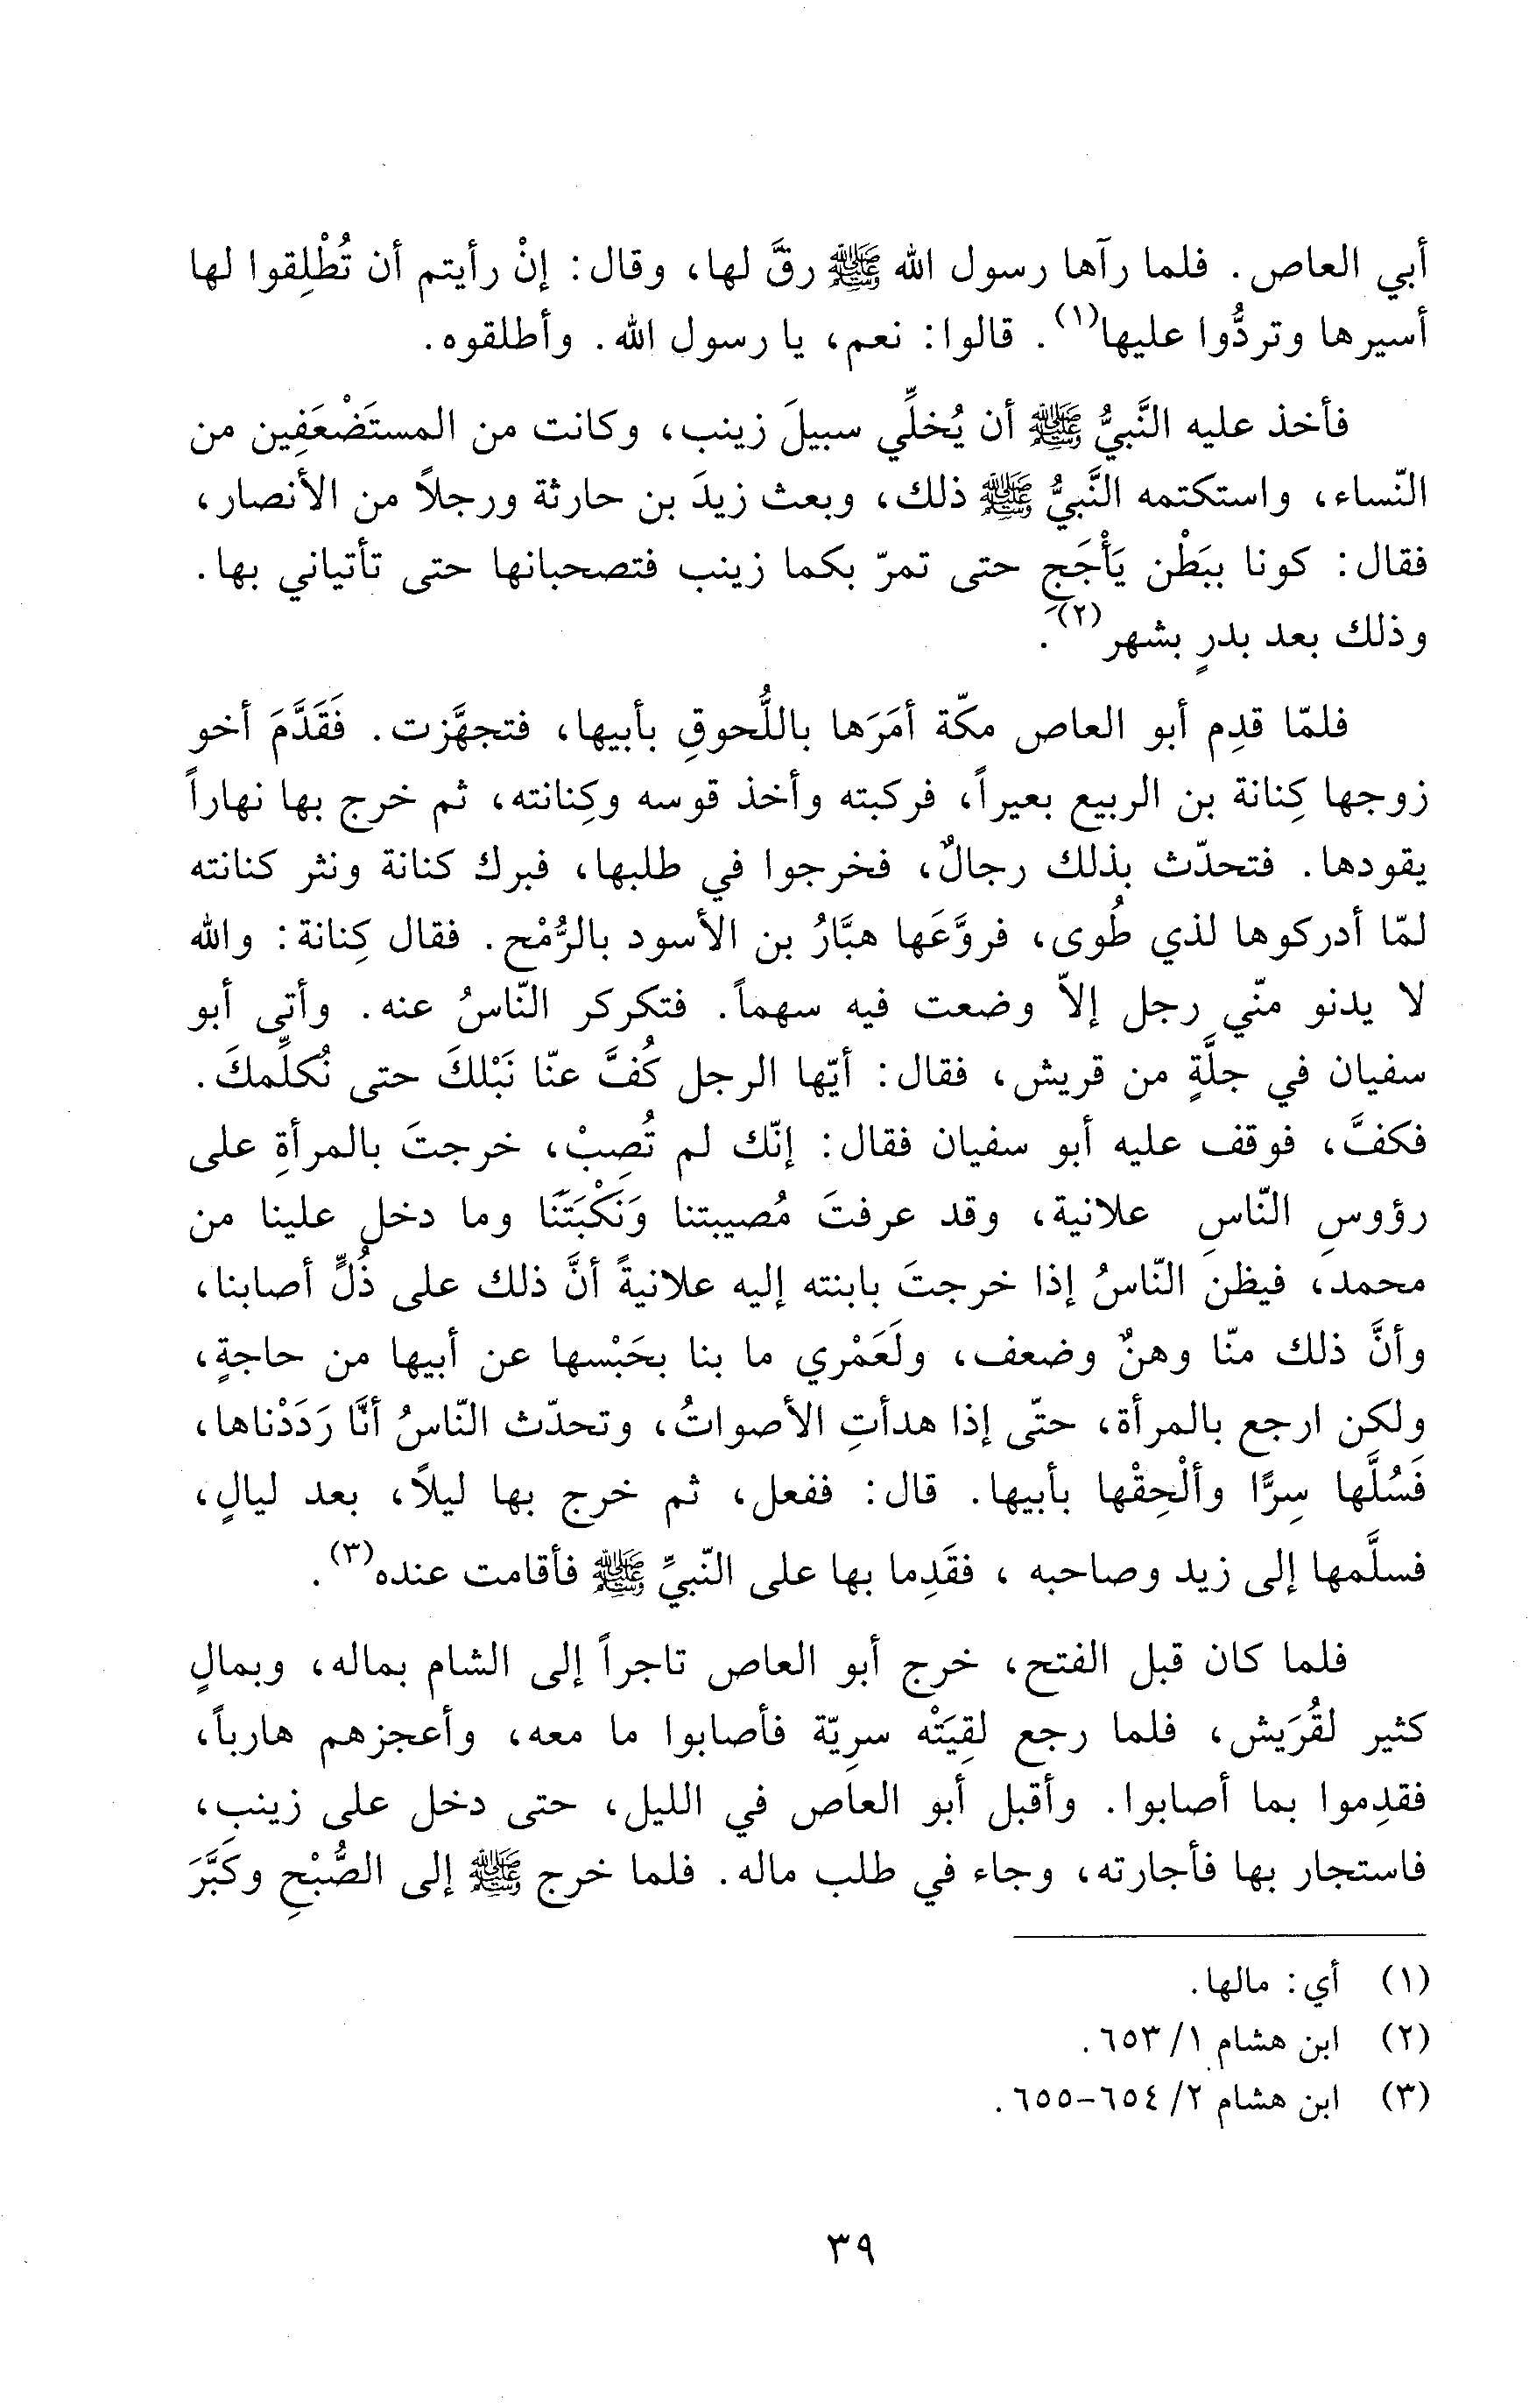 أبي العاص. فلما رآها رسول الله ﷺ رقَّ لها، وقال: إنْ رأيتم أن تُطْلِقوا لها
أسيرها وتردُّوا عليها(١). قالوا: نعم، يا رسول الله. وأطلقوه.
فأخذ عليه النَّبيُّ ﷺ أن يُخلِّي سبيلَ زينب، وكانت من المستَضْعَفِين من
النّساء، واستكتمه النَّبيُّ ﷺ ذلك، وبعث زيدَ بن حارثة ورجلاً من الأنصار،
فقال: كونا ببَطْن يَأْجَج حتى تمرّ بكما زينب فتصحبانها حتى تأتياني بها.
وذلك بعد بدرٍ بشهر(٢).
فلمّا قدِم أبو العاص مكّة أمَرَها باللُّحوقِ بأبيها، فتجهَّزت. فَقَدَّمَ أخو
زوجها كِنانة بن الربيع بعيراً، فركبته وأخذ قوسه وكِنانته، ثم خرج بها نهاراً
يقودها. فتحدّث بذلك رجالٌ، فخرجوا في طلبها، فبرك كنانة ونثر كنانته
لمّا أدركوها لذي طُوى، فروَّعَها هبَّارُ بن الأسود بالرُّمْح. فقال كِنانة: والله
لا يدنو منّي رجل إلاّ وضعت فيه سهماً. فتكركر النّاسُ عنه. وأتى أبو
سفيان في جلَّةٍ من قريش، فقال: أيّها الرجل كُفَّ عنّا نَبْلكَ حتى نُكلِّمكَ.
فكفَّ، فوقف عليه أبو سفيان فقال: إنّك لم تُصِبْ، خرجتَ بالمرأةِ على
رؤوسِ النّاسِ علانية، وقد عرفتَ مُصيبتنا وَنَكْبَتَنَا وما دخل علينا من
محمد، فيظن النّاسُ إذا خرجتَ بابنته إليه علانيةً أنَّ ذلك على ذُلٍّ أصابنا،
وأنَّ ذلك منّا وهنٌ وضعف، ولَعَمْري ما بنا بحَبْسها عن أبيها من حاجةٍ،
ولكن ارجع بالمرأة، حتّى إذا هدأتِ الأصواتُ، وتحدّث النّاسُ أنَّا رَدَدْناها،
فَسُلَّها سِرًّا وألْحِقْها بأبيها. قال: ففعل، ثم خرج بها ليلاً، بعد ليالٍ،
فسلَّمها إلى زيد وصاحبه ، فقَدِما بها على النّبيِّ ﷺ فأقامت عنده(٣).
فلما كان قبل الفتح، خرج أبو العاص تاجراً إلى الشام بماله، وبمالٍ
كثير لقُرَيش، فلما رجع لقِيَتْه سرِيّة فأصابوا ما معه، وأعجزهم هارباً،
فقدِموا بما أصابوا. وأقبل أبو العاص في الليل، حتى دخل على زينب،
فاستجار بها فأجارته، وجاء في طلب ماله. فلما خرج ﷺ إلى الصُّبْحِ وكَبَّرَ
(١) أي: مالها.
(٢) ابن هشام ١/ ٦٥٣.
(٣) ابن هشام ٢/ ٦٥٤-٦٥٥.
٣٩